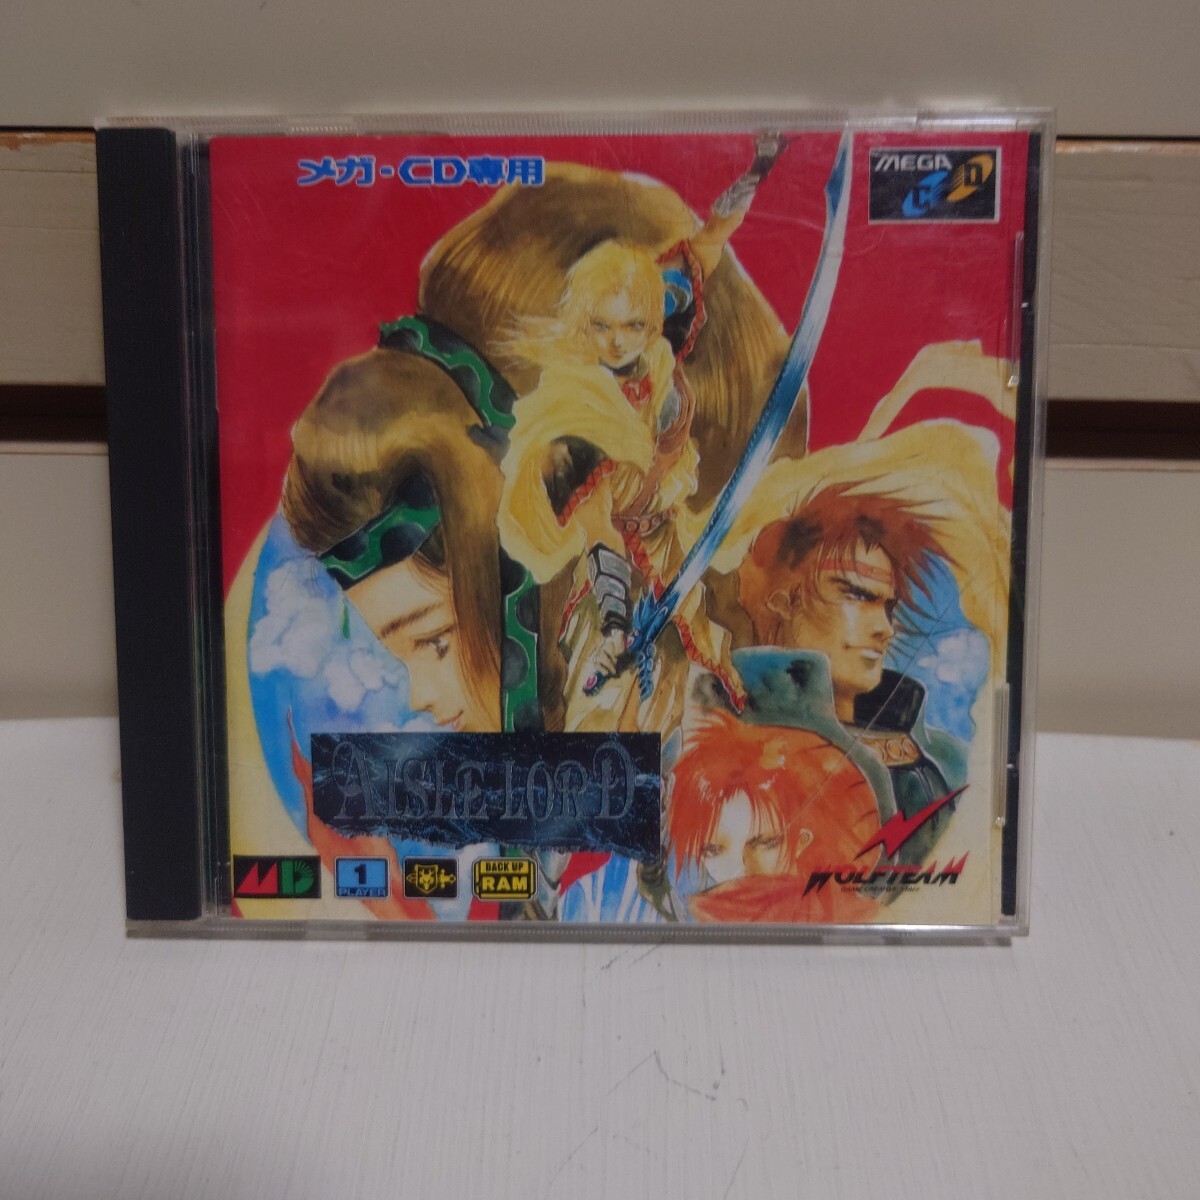 メガ-CD専用
MEGA
CD
AISLE LORD
MD
1
PLAYER
BACK UP
RAM
WOLFTEAM